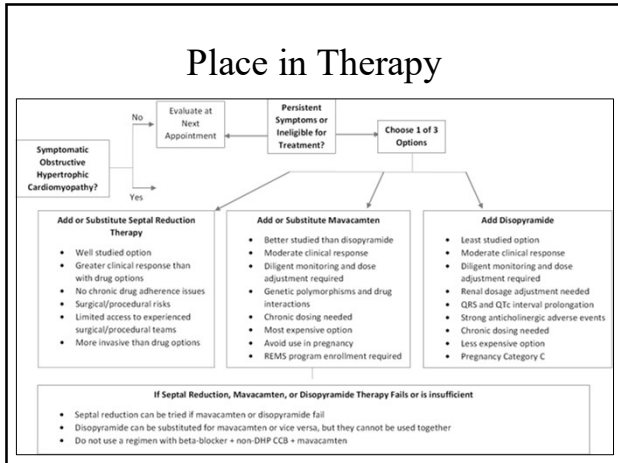 Place in Therapy
No
Evaluate at
Next
Appointment
Persistent
Symptoms or
Ineligible for
Treatment?
Choose 1 of 3
Options
Symptomatic
Obstructive
Hypertrophic
Cardiomyopathy?
Yes
Add or Substitute Septal Reduction
Therapy
• Well studied option
• Greater clinical response than
with drug options
• No chronic drug adherence issues
• Surgical/procedural risks
• Limited access to experienced
surgical/procedural teams
• More invasive than drug options
Add or Substitute Mavacamten
• Better studied than disopyramide
• Moderate clinical response
• Diligent monitoring and dose
adjustment required
• Genetic polymorphisms and drug
interactions
• Chronic dosing needed
• Most expensive option
• Avoid use in pregnancy
• REMS program enrollment required
Add Disopyramide
• Least studied option
• Moderate clinical response
• Diligent monitoring and dose
adjustment required
• Renal dosage adjustment needed
• QRS and QTc interval prolongation
• Strong anticholinergic adverse events
• Chronic dosing needed
• Less expensive option
• Pregnancy Category C
If Septal Reduction, Mavacamten, or Disopyramide Therapy Fails or is insufficient
• Septal reduction can be tried if mavacamten or disopyramide fail
• Disopyramide can be substituted for mavacamten or vice versa, but they cannot be used together
• Do not use a regimen with beta-blocker + non-DHP CCB + mavacamten